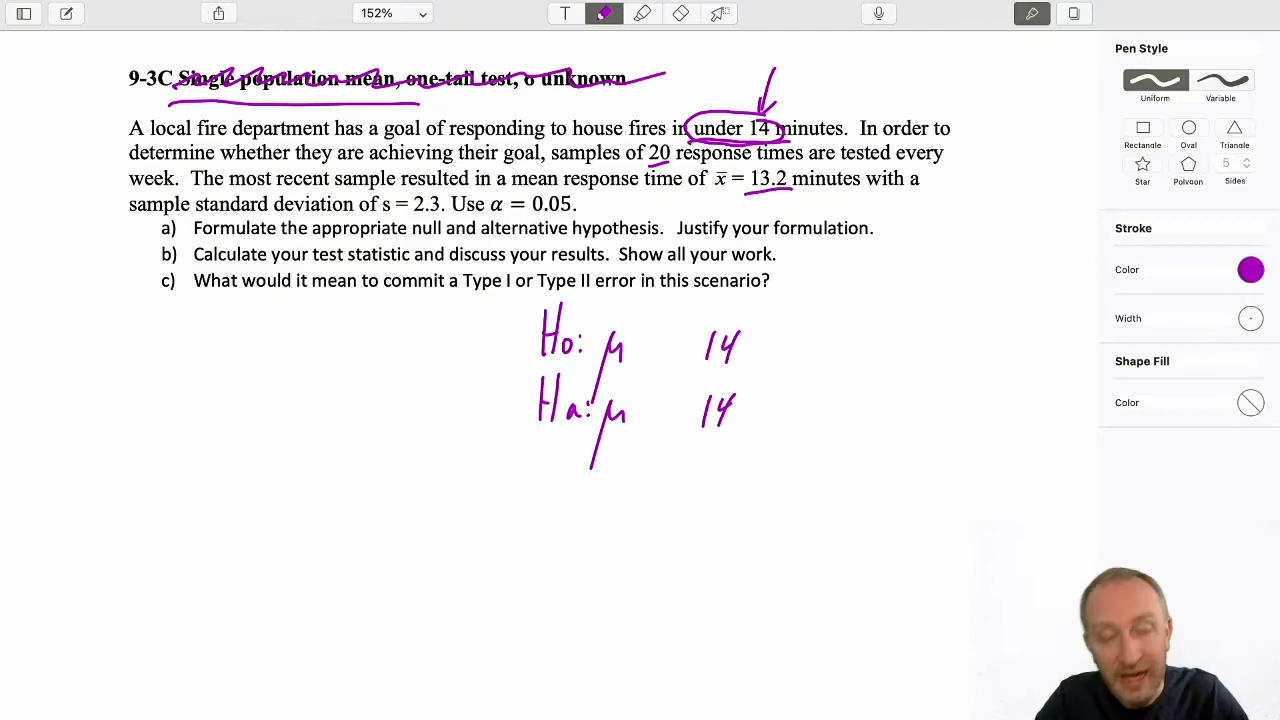 152%
T
9-3C Single population mean, one-tail test, б unknown
A local fire department has a goal of responding to house fires in under 14 minutes. In order to
determine whether they are achieving their goal, samples of 20 response times are tested every
week. The most recent sample resulted in a mean response time of x̄ = 13.2 minutes with a
sample standard deviation of s = 2.3. Use α = 0.05.
a) Formulate the appropriate null and alternative hypothesis. Justify your formulation.
b) Calculate your test statistic and discuss your results. Show all your work.
c) What would it mean to commit a Type I or Type II error in this scenario?
Ho: μ 14
Ha: μ 14
Pen Style
Uniform Variable
Rectangle Oval Triangle
Star Polygon Sides
5
Stroke
Color
Width
Shape Fill
Color